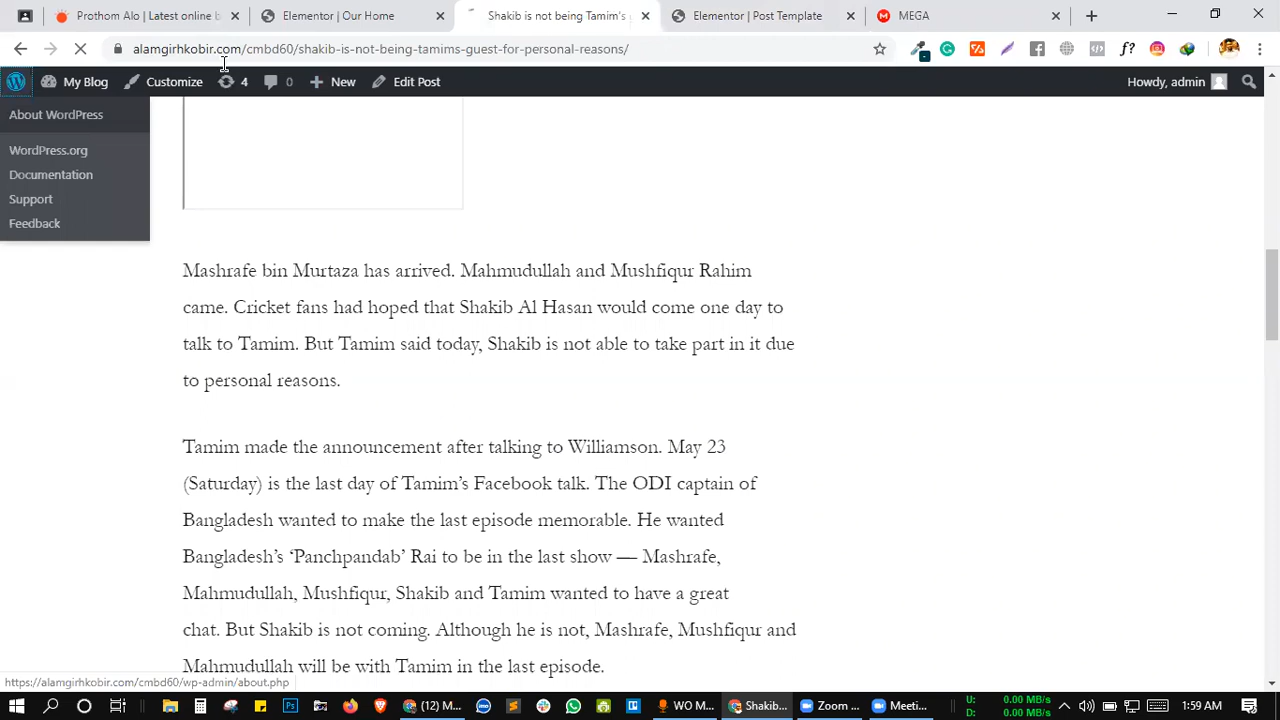 Prothom Alo | Latest online b
Elementor | Our Home
Shakib is not being Tamim's g
Elementor | Post Template
MEGA
alamgirhkobir.com/cmbd60/shakib-is-not-being-tamims-guest-for-personal-reasons/
My Blog
Customize
4
0
New
Edit Post
Howdy, admin
About WordPress
WordPress.org
Documentation
Support
Feedback
Mashrafe bin Murtaza has arrived. Mahmudullah and Mushfiqur Rahim
came. Cricket fans had hoped that Shakib Al Hasan would come one day to
talk to Tamim. But Tamim said today, Shakib is not able to take part in it due
to personal reasons.
Tamim made the announcement after talking to Williamson. May 23
(Saturday) is the last day of Tamim’s Facebook talk. The ODI captain of
Bangladesh wanted to make the last episode memorable. He wanted
Bangladesh’s ‘Panchpandab’ Rai to be in the last show — Mashrafe,
Mahmudullah, Mushfiqur, Shakib and Tamim wanted to have a great
chat. But Shakib is not coming. Although he is not, Mashrafe, Mushfiqur and
Mahmudullah will be with Tamim in the last episode.
https://alamgirhkobir.com/cmbd60/wp-admin/about.php
(12) M...
WO M...
Shakib...
Zoom ...
Meeti...
U: 0.00 MB/s
D: 0.00 MB/s
1:59 AM